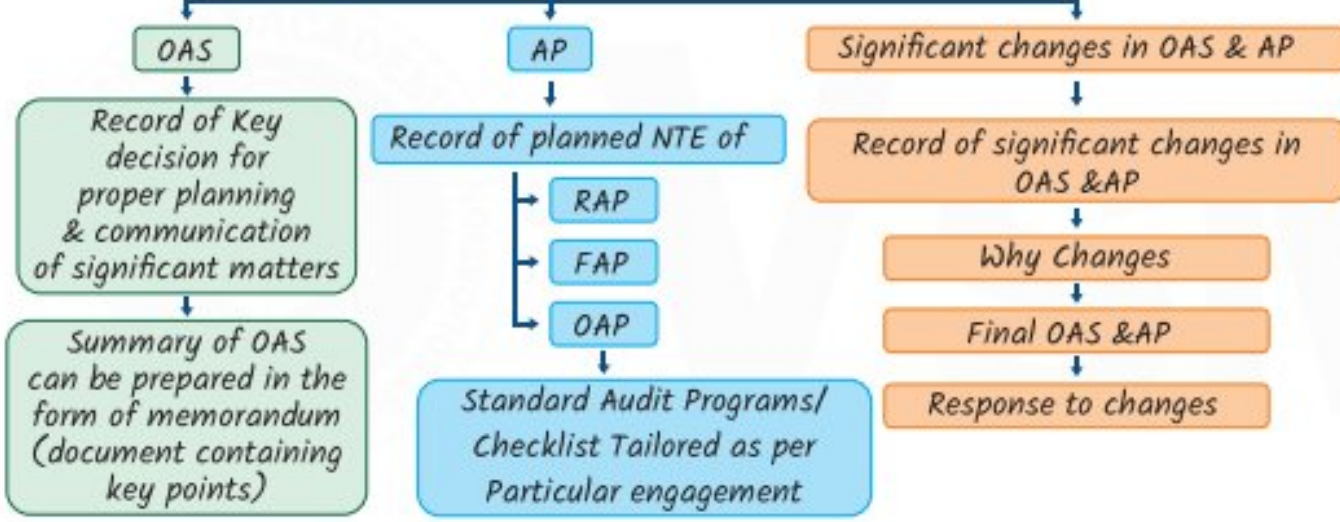 OAS
Record of Key
decision for
proper planning
& communication
of significant matters
Summary of OAS
can be prepared in the
form of memorandum
(document containing
key points)
AP
Record of planned NTE of
RAP
FAP
OAP
Standard Audit Programs/
Checklist Tailored as per
Particular engagement
Significant changes in OAS & AP
Record of significant changes in
OAS &AP
Why Changes
Final OAS &AP
Response to changes